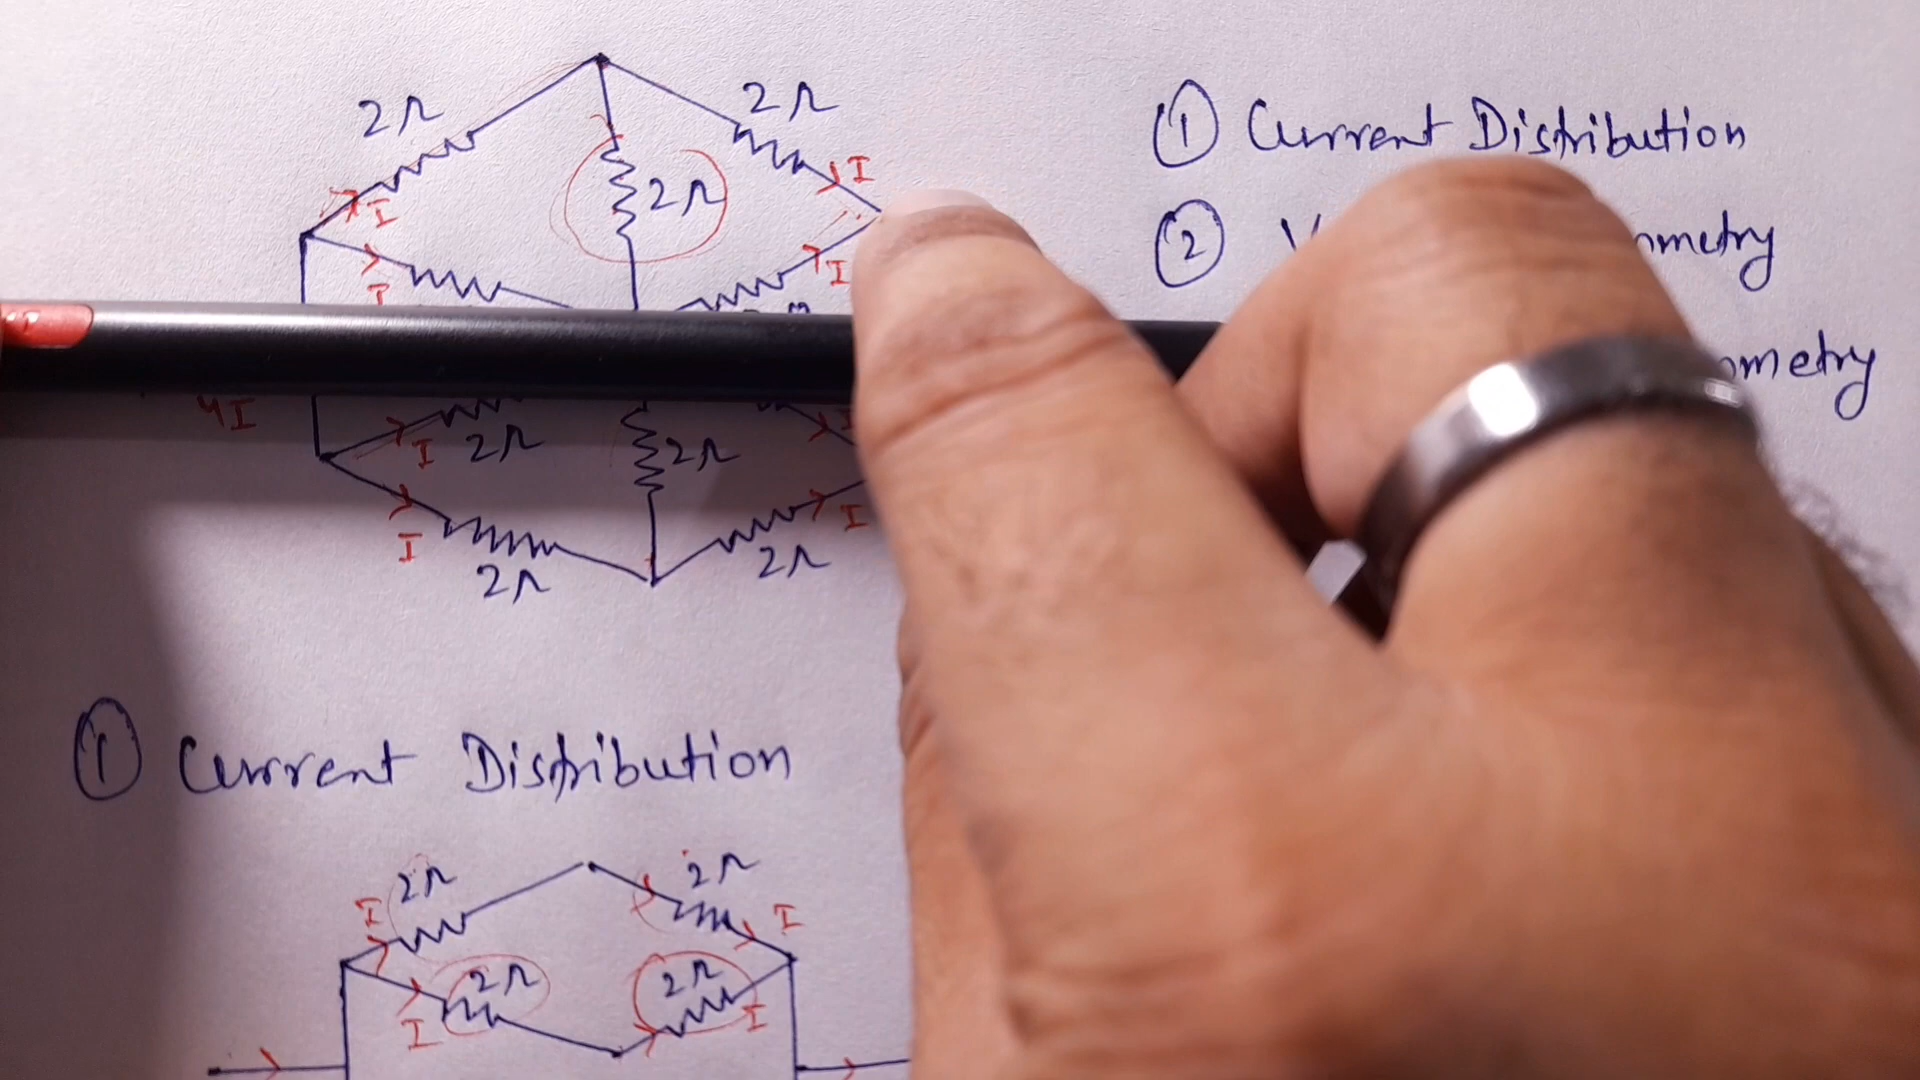 2Ω 2Ω
① Current Distribution
I I
2Ω
I
② mmetry
I
metry
4I
I 2Ω 2Ω
I I
2Ω 2Ω
① Current Distribution
2Ω 2Ω
I I
2Ω 2Ω
I I